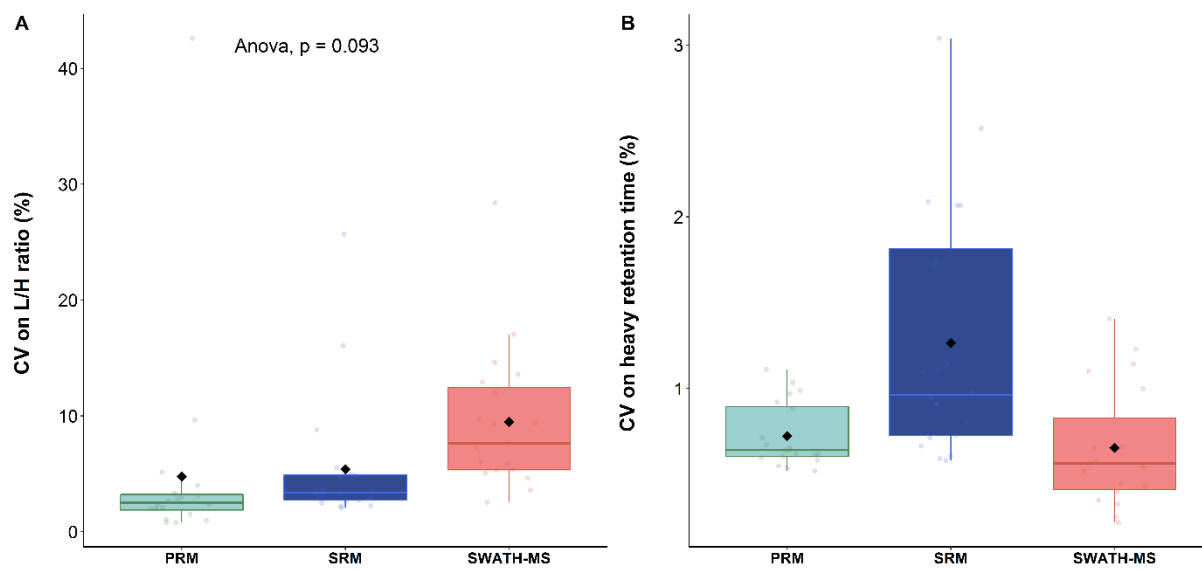 A
Anova, p = 0.093
CV on L/H ratio (%)
40
30
20
10
0
PRM SRM SWATH-MS
B
CV on heavy retention time (%)
3
2
1
PRM SRM SWATH-MS